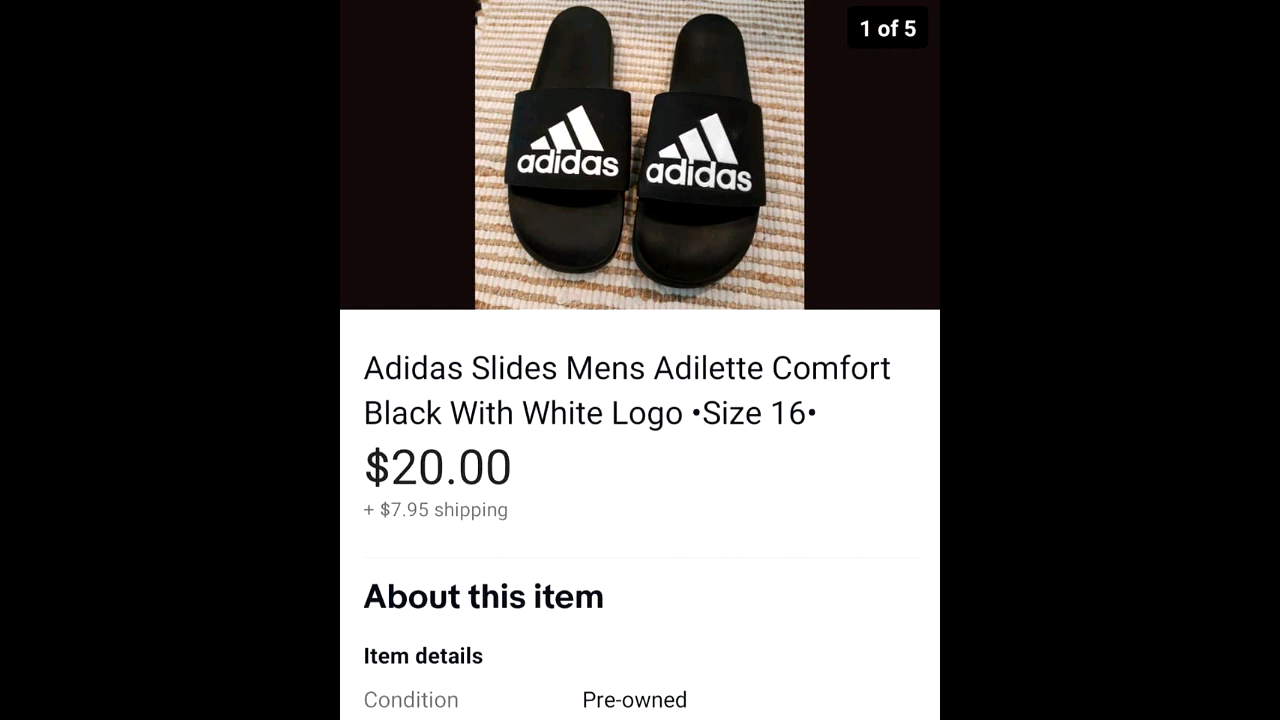 1 of 5
adidas
adidas
Adidas Slides Mens Adilette Comfort
Black With White Logo •Size 16•
$20.00
+ $7.95 shipping
About this item
Item details
Condition Pre-owned